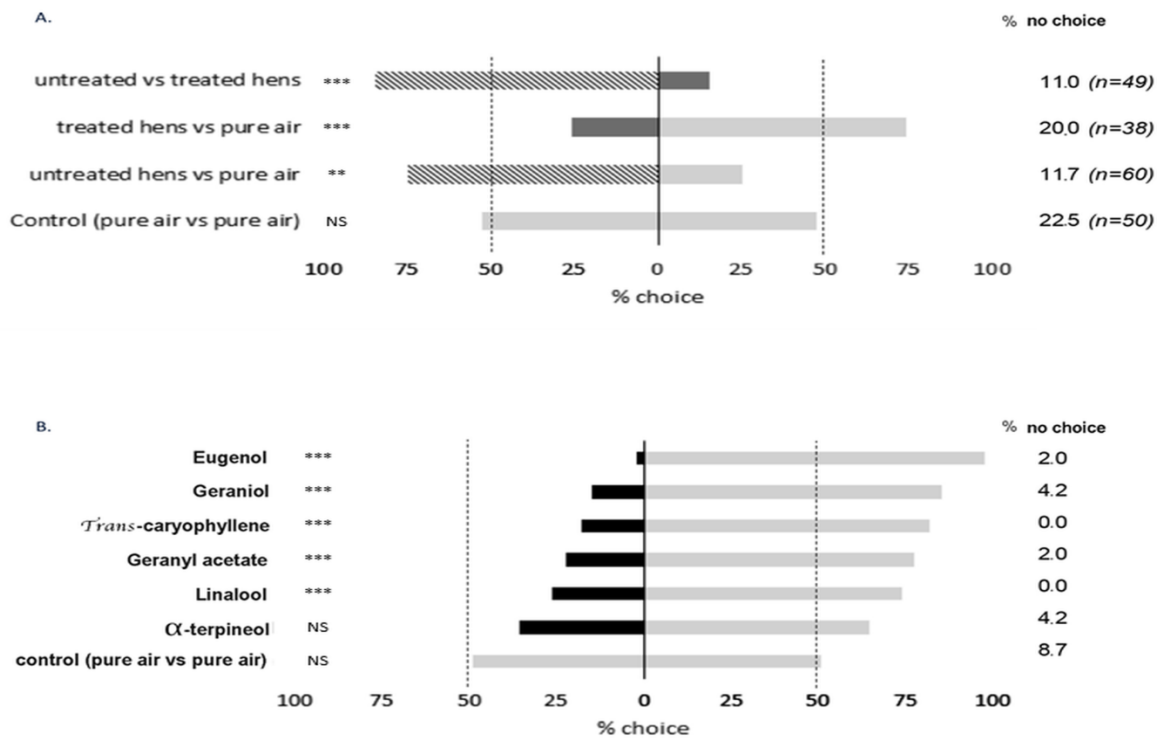 A.
% no choice
untreated vs treated hens *** 11.0 (n=49)
treated hens vs pure air *** 20.0 (n=38)
untreated hens vs pure air ** 11.7 (n=60)
Control (pure air vs pure air) NS 22.5 (n=50)
100 75 50 25 0 25 50 75 100
% choice
B.
% no choice
Eugenol *** 2.0
Geraniol *** 4.2
Trans-caryophyllene *** 0.0
Geranyl acetate *** 2.0
Linalool *** 0.0
α-terpineol NS 4.2
control (pure air vs pure air) NS 8.7
100 75 50 25 0 25 50 75 100
% choice